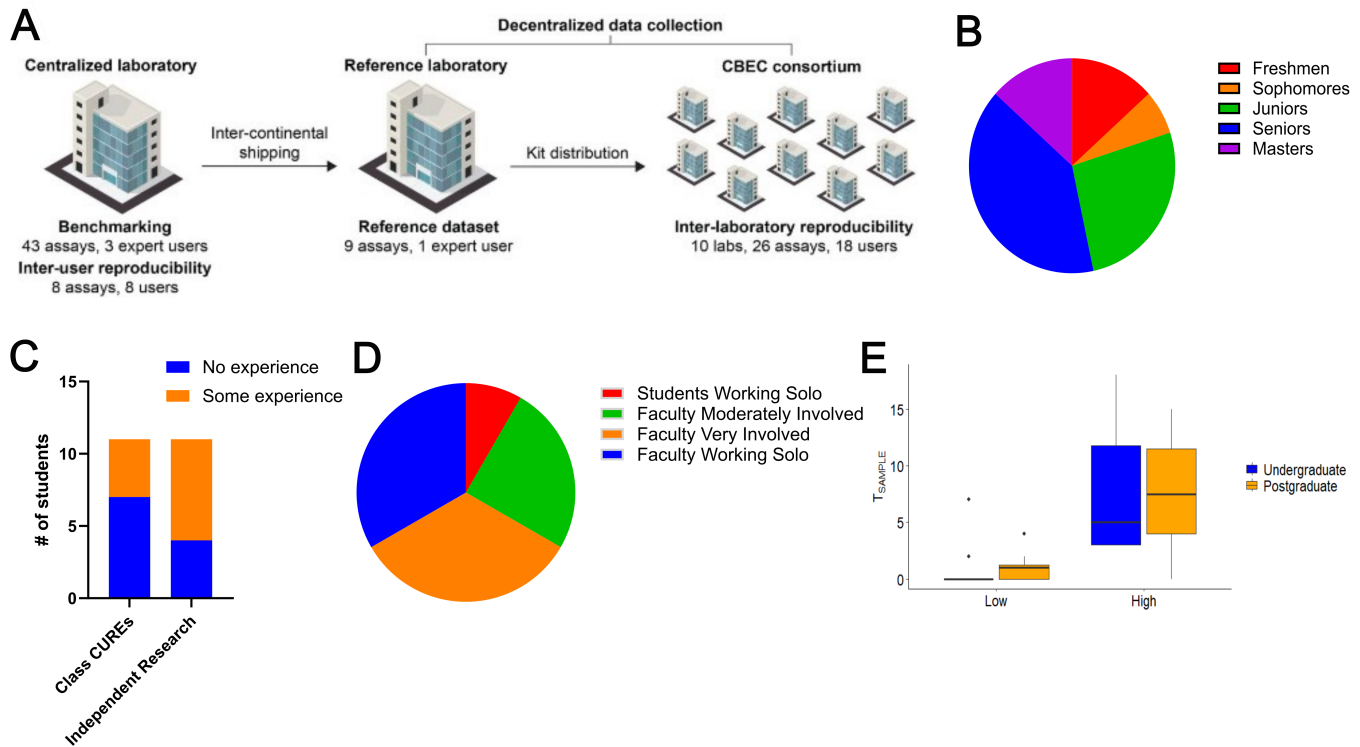 A
Decentralized data collection
Centralized laboratory
Reference laboratory
CBEC consortium
Inter-continental
shipping
Kit distribution
Benchmarking
43 assays, 3 expert users
Inter-user reproducibility
8 assays, 8 users
Reference dataset
9 assays, 1 expert user
Inter-laboratory reproducibility
10 labs, 26 assays, 18 users
B
Freshmen
Sophomores
Juniors
Seniors
Masters
C
No experience
Some experience
# of students
15
10
5
0
Class CUREs
Independent Research
D
Students Working Solo
Faculty Moderately Involved
Faculty Very Involved
Faculty Working Solo
E
TSAMPLE
15
10
5
0
Low
High
Undergraduate
Postgraduate